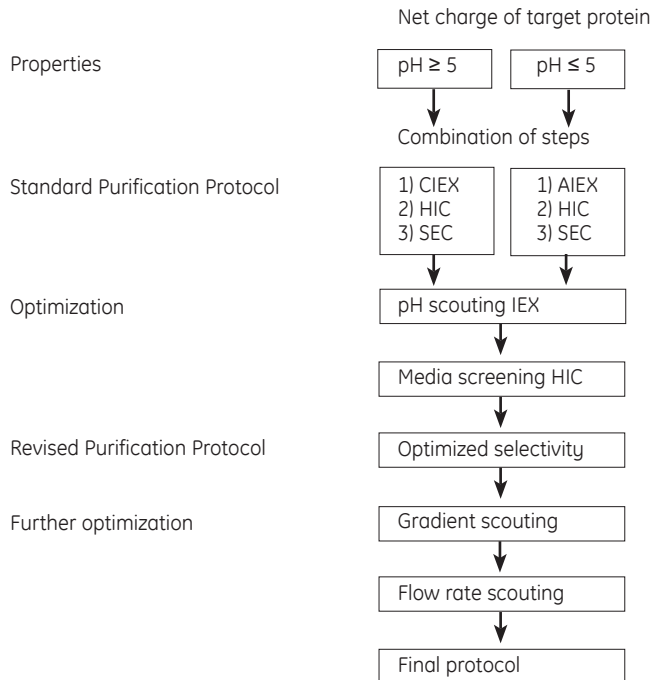 Net charge of target protein
Properties
pH ≥ 5
pH ≤ 5
Combination of steps
Standard Purification Protocol
1) CIEX
2) HIC
3) SEC
1) AIEX
2) HIC
3) SEC
Optimization
pH scouting IEX
Media screening HIC
Revised Purification Protocol
Optimized selectivity
Further optimization
Gradient scouting
Flow rate scouting
Final protocol